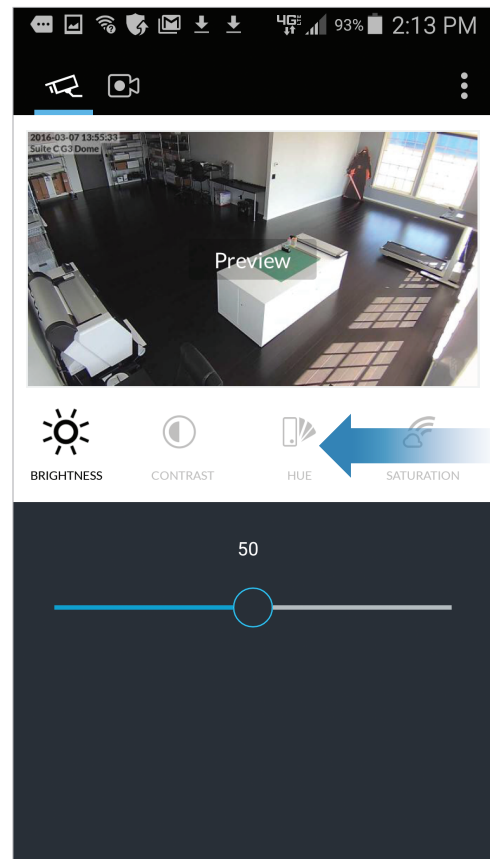 4G LTE 93% 2:13 PM
2016-03-07 13:55:33
Suite C G3 Dome
Preview
BRIGHTNESS CONTRAST HUE SATURATION
50